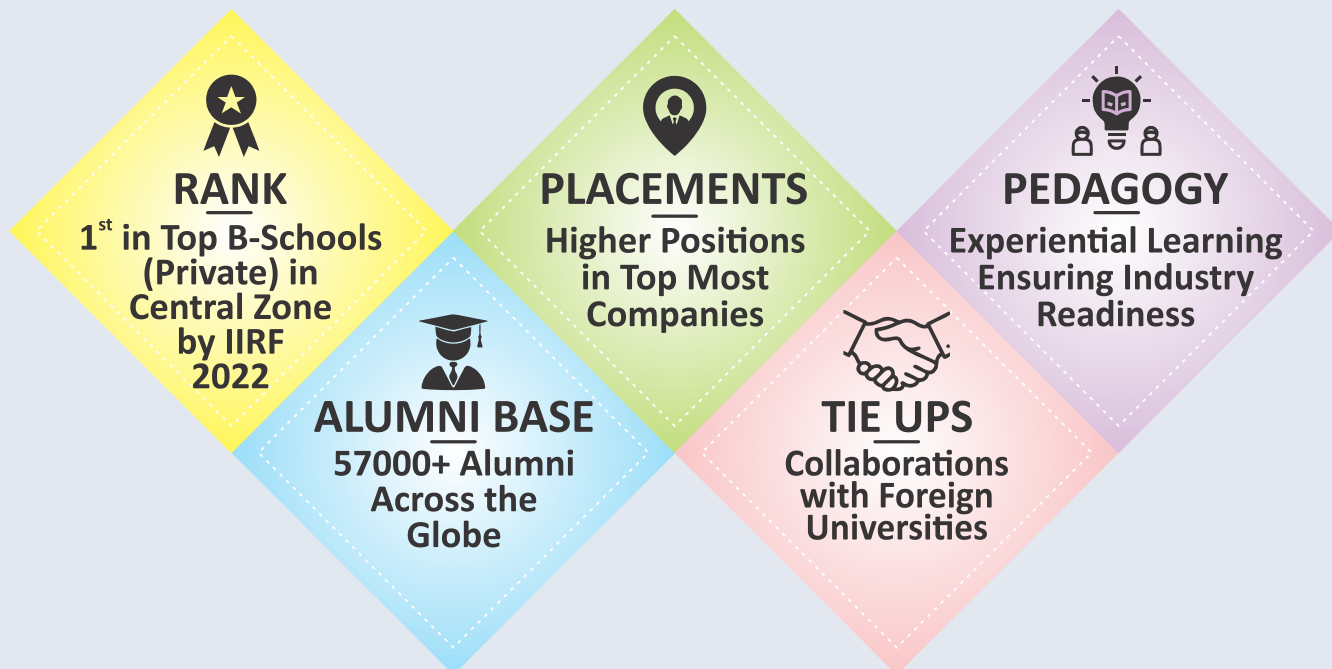 RANK
1st in Top B-Schools
(Private) in
Central Zone
by IIRF
2022
ALUMNI BASE
57000+ Alumni
Across the
Globe
PLACEMENTS
Higher Positions
in Top Most
Companies
TIE UPS
Collaborations
with Foreign
Universities
PEDAGOGY
Experiential Learning
Ensuring Industry
Readiness